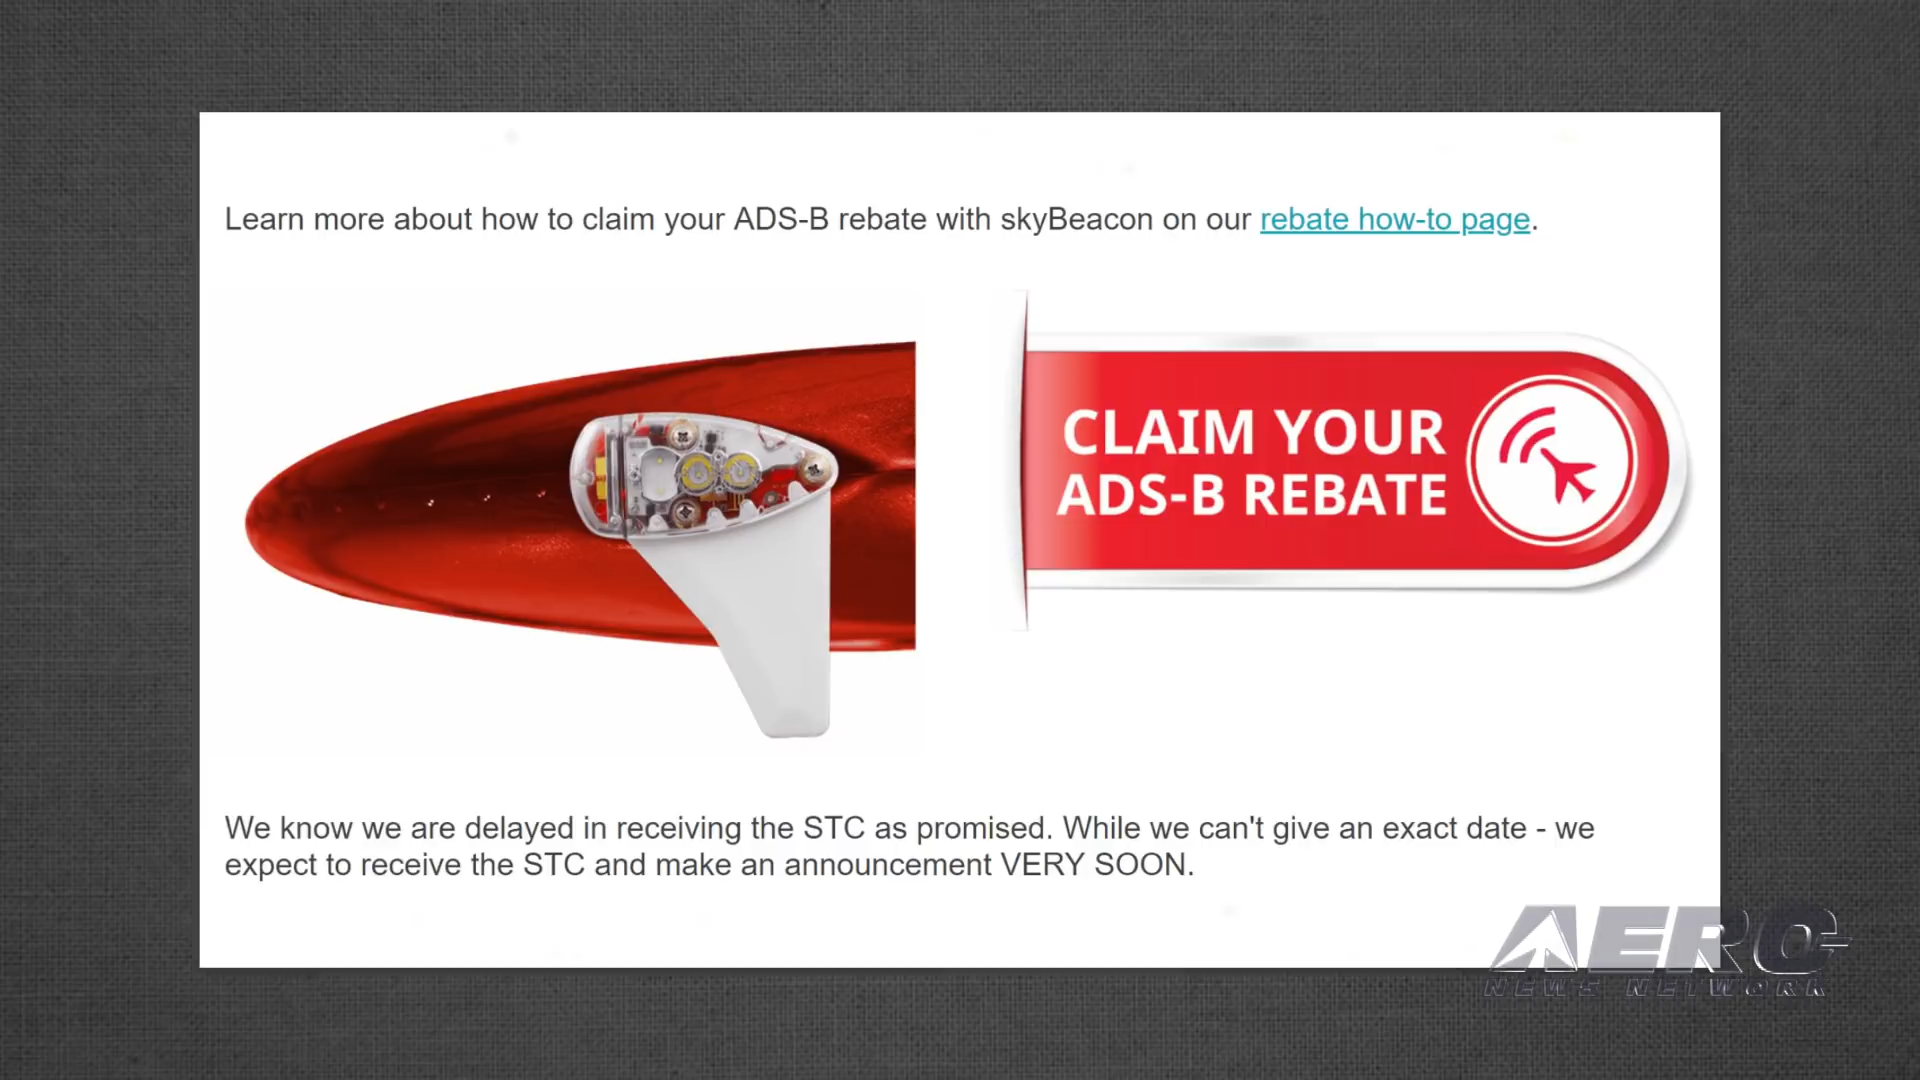 Learn more about how to claim your ADS-B rebate with skyBeacon on our rebate how-to page.
CLAIM YOUR
ADS-B REBATE
We know we are delayed in receiving the STC as promised. While we can't give an exact date - we
expect to receive the STC and make an announcement VERY SOON.
AERO
NEWS NETWORK